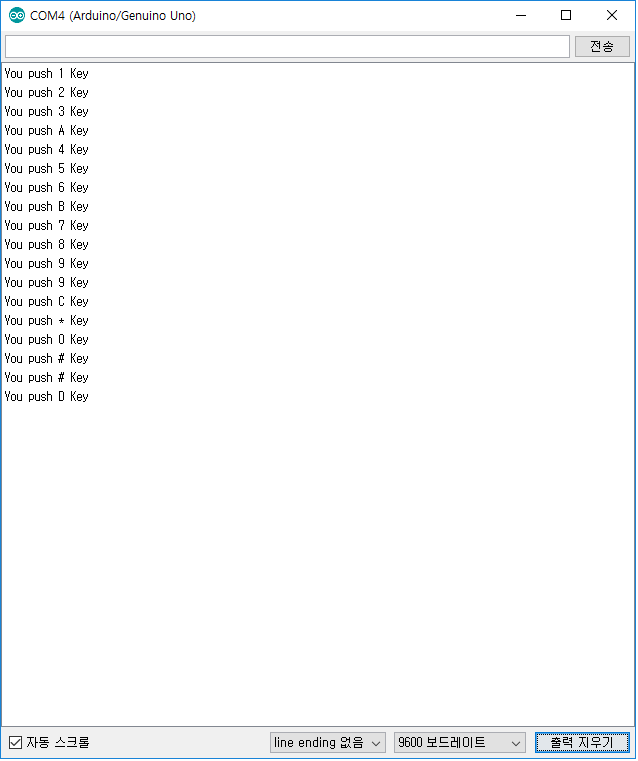 COM4 (Arduino/Genuino Uno)
전송
You push 1 Key
You push 2 Key
You push 3 Key
You push A Key
You push 4 Key
You push 5 Key
You push 6 Key
You push B Key
You push 7 Key
You push 8 Key
You push 9 Key
You push 9 Key
You push C Key
You push * Key
You push 0 Key
You push # Key
You push # Key
You push D Key
자동 스크롤 line ending 없음 9600 보드레이트 출력 지우기